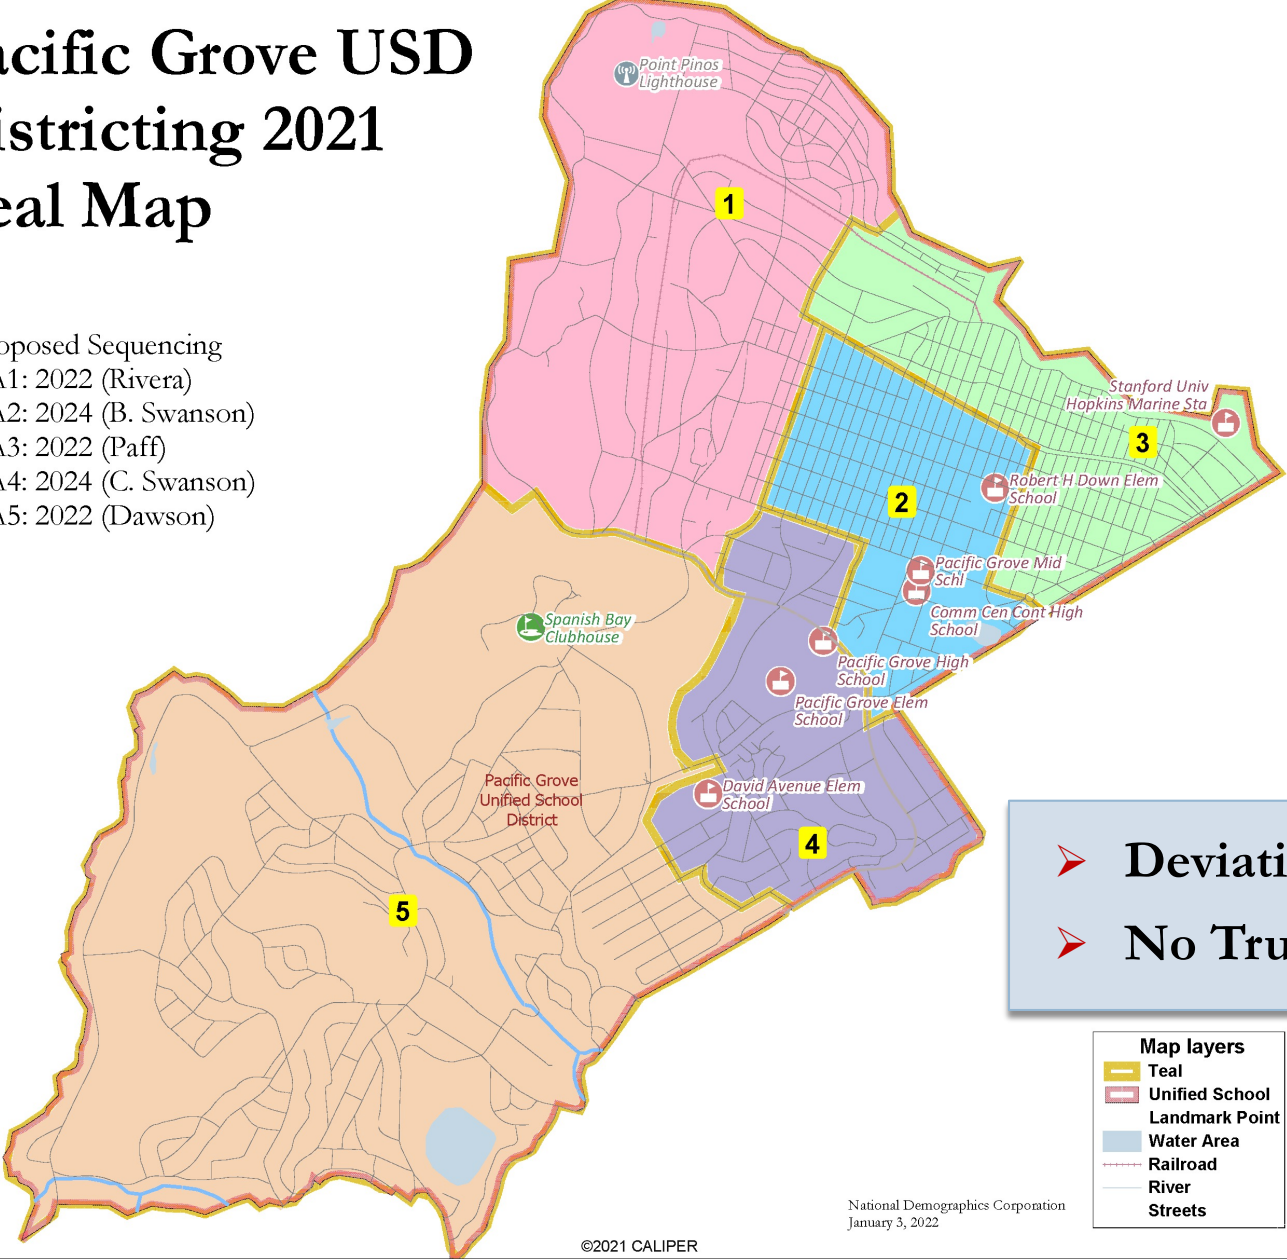 acific Grove USD
istricting 2021
eal Map
oposed Sequencing
A1: 2022 (Rivera)
A2: 2024 (B. Swanson)
A3: 2022 (Paff)
A4: 2024 (C. Swanson)
A5: 2022 (Dawson)
Point Pinos
Lighthouse
1
Stanford Univ
Hopkins Marine Sta
3
Robert H Down Elem
School
2
Pacific Grove Mid
Schl
Comm Cen Cont High
School
Spanish Bay
Clubhouse
Pacific Grove High
School
Pacific Grove Elem
School
Pacific Grove
Unified School
District
David Avenue Elem
School
4
5
Deviati
No Tru
Map layers
Teal
Unified School
Landmark Point
Water Area
Railroad
River
Streets
National Demographics Corporation
January 3, 2022
©2021 CALIPER